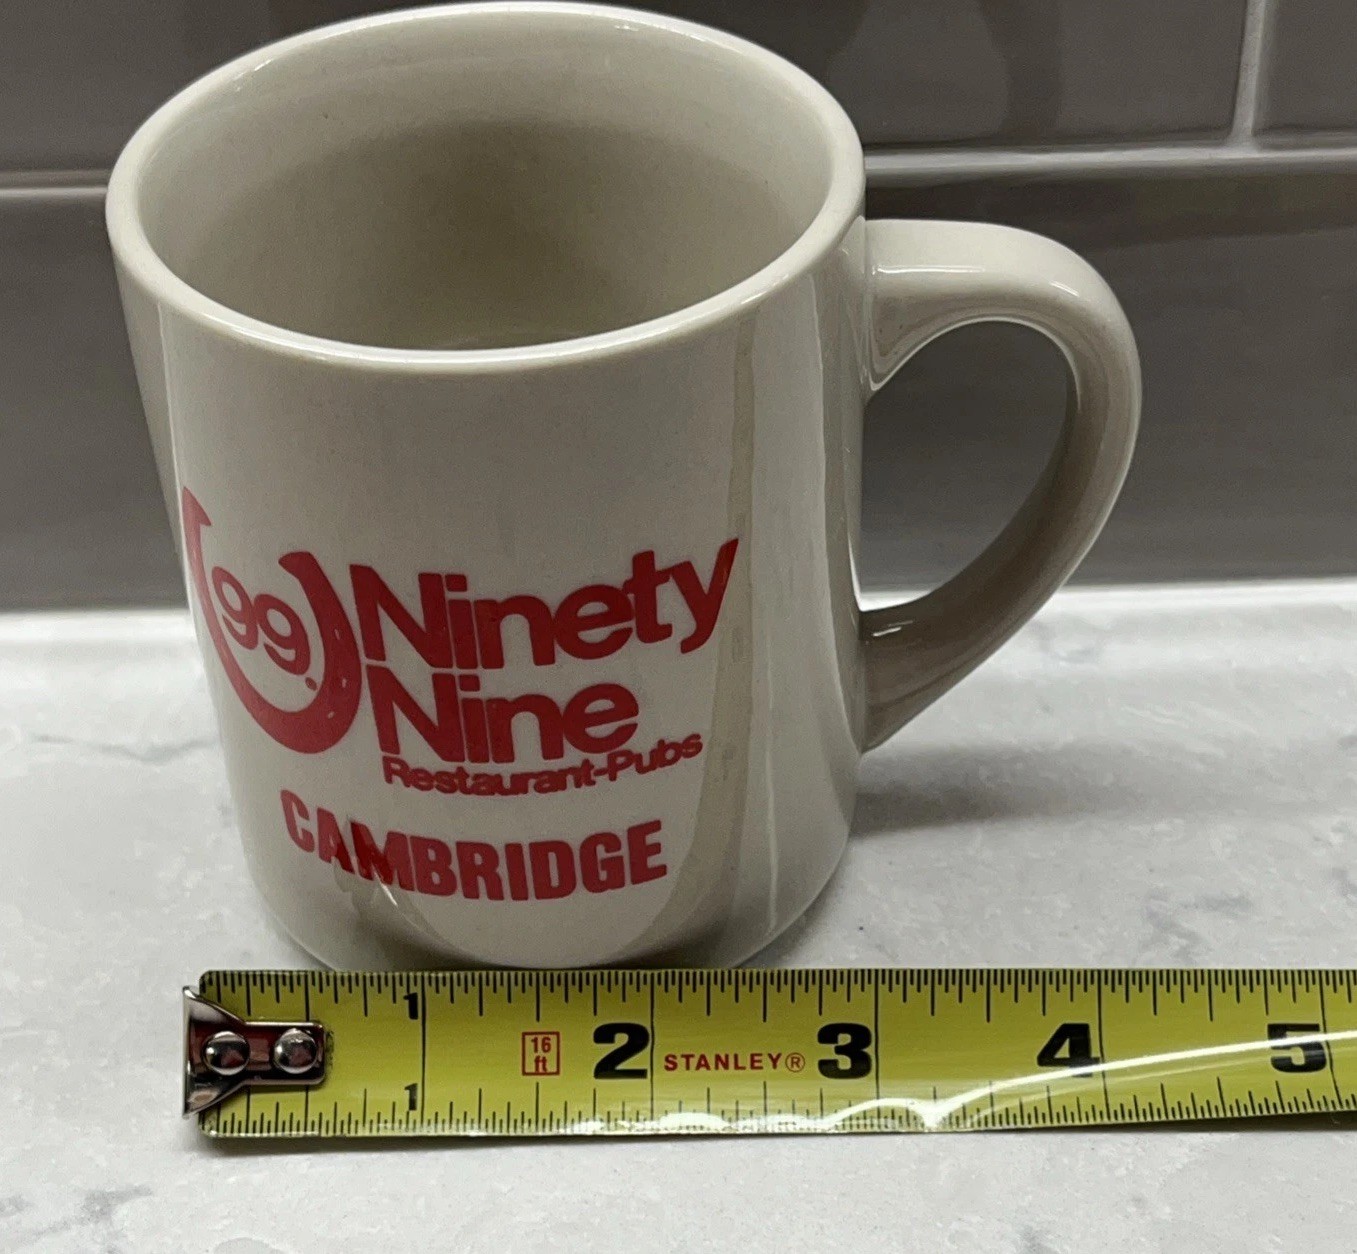 99
Ninety
Nine
Restaurant-Pubs
CAMBRIDGE
1 16 ft 2 STANLEY® 3 4 5
1